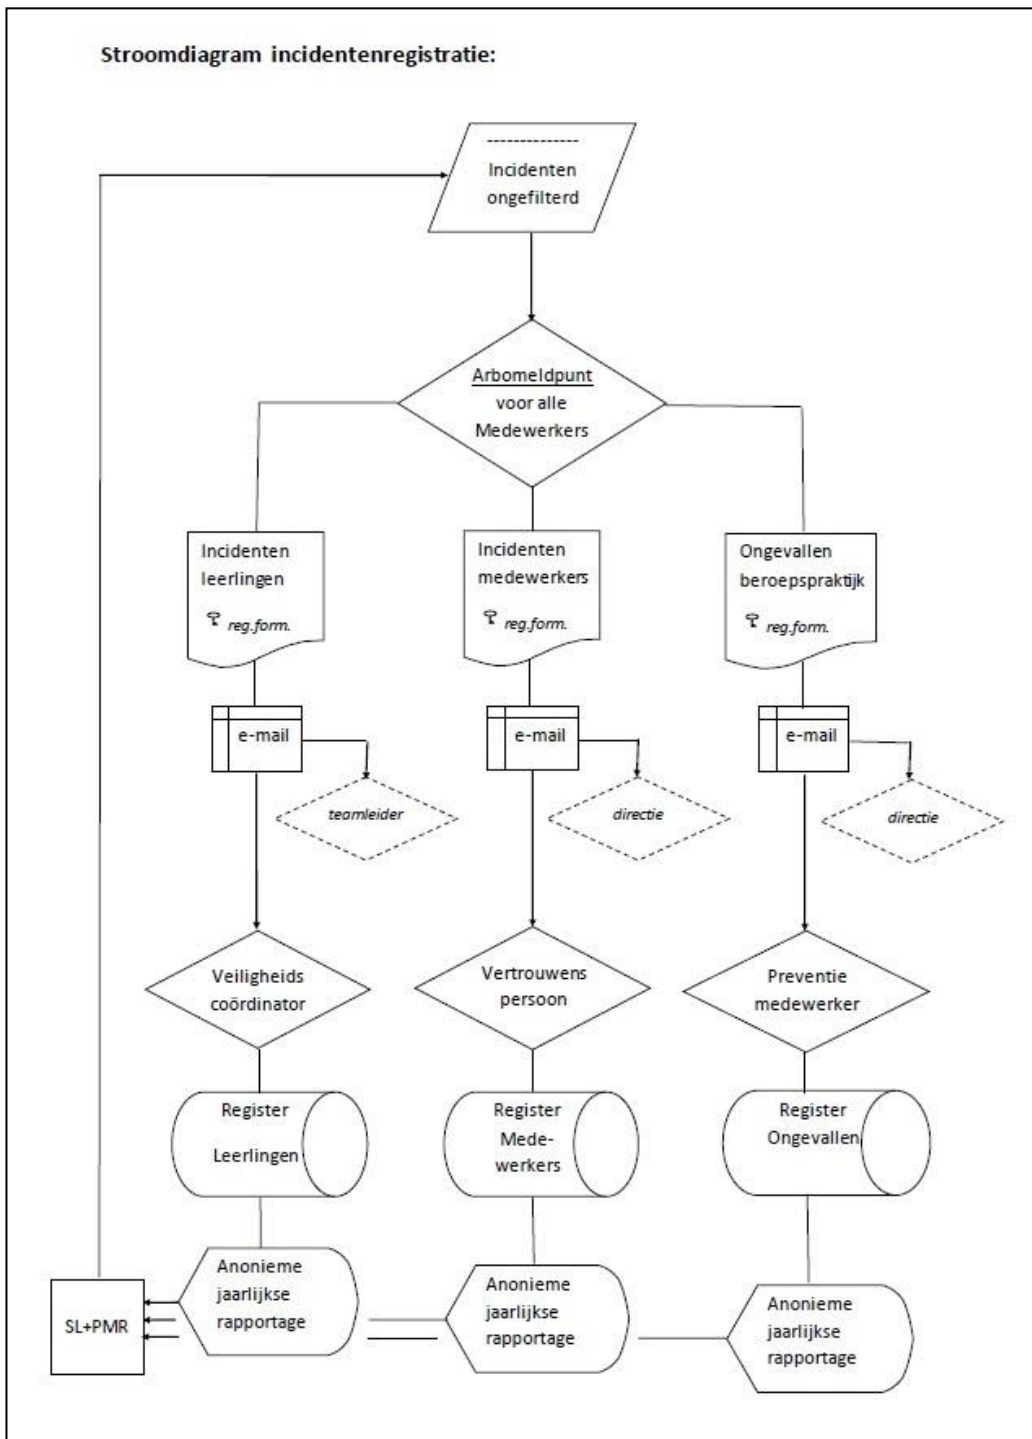 Stroomdiagram incidentenregistratie:
Incidenten
ongefilterd
Arbomeldpunt
voor alle
Medewerkers
Incidenten
leerlingen
reg.form.
Incidenten
medewerkers
reg.form.
Ongevallen
beroepspraktijk
reg.form.
e-mail
e-mail
e-mail
teamleider
directie
directie
Veiligheids
coördinator
Vertrouwens
persoon
Preventie
medewerker
Register
Leerlingen
Register
Mede-
werkers
Register
Ongevallen
Anonieme
jaarlijkse
rapportage
Anonieme
jaarlijkse
rapportage
Anonieme
jaarlijkse
rapportage
SL+PMR